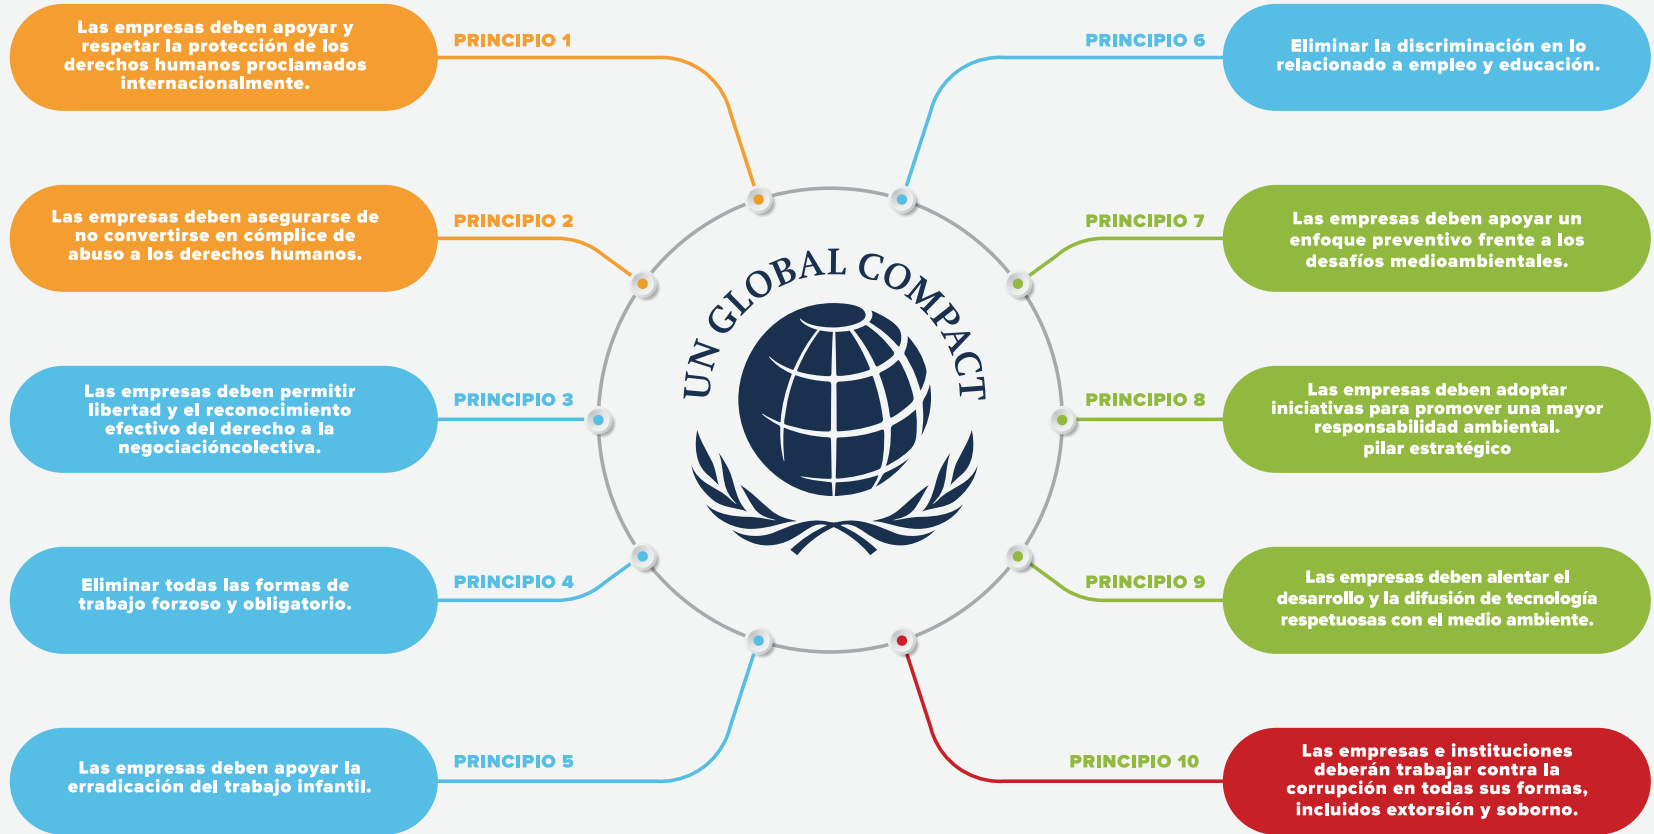 PRINCIPIO 1
Las empresas deben apoyar y
respetar la protección de los
derechos humanos proclamados
internacionalmente.
PRINCIPIO 2
Las empresas deben asegurarse de
no convertirse en cómplice de
abuso a los derechos humanos.
PRINCIPIO 3
Las empresas deben permitir
libertad y el reconocimiento
efectivo del derecho a la
negociacióncolectiva.
PRINCIPIO 4
Eliminar todas las formas de
trabajo forzoso y obligatorio.
PRINCIPIO 5
Las empresas deben apoyar la
erradicación del trabajo infantil.
UN GLOBAL COMPACT
PRINCIPIO 6
Eliminar la discriminación en lo
relacionado a empleo y educación.
PRINCIPIO 7
Las empresas deben apoyar un
enfoque preventivo frente a los
desafíos medioambientales.
PRINCIPIO 8
Las empresas deben adoptar
iniciativas para promover una mayor
responsabilidad ambiental.
pilar estratégico
PRINCIPIO 9
Las empresas deben alentar el
desarrollo y la difusión de tecnología
respetuosas con el medio ambiente.
PRINCIPIO 10
Las empresas e instituciones
deberán trabajar contra la
corrupción en todas sus formas,
incluidos extorsión y soborno.